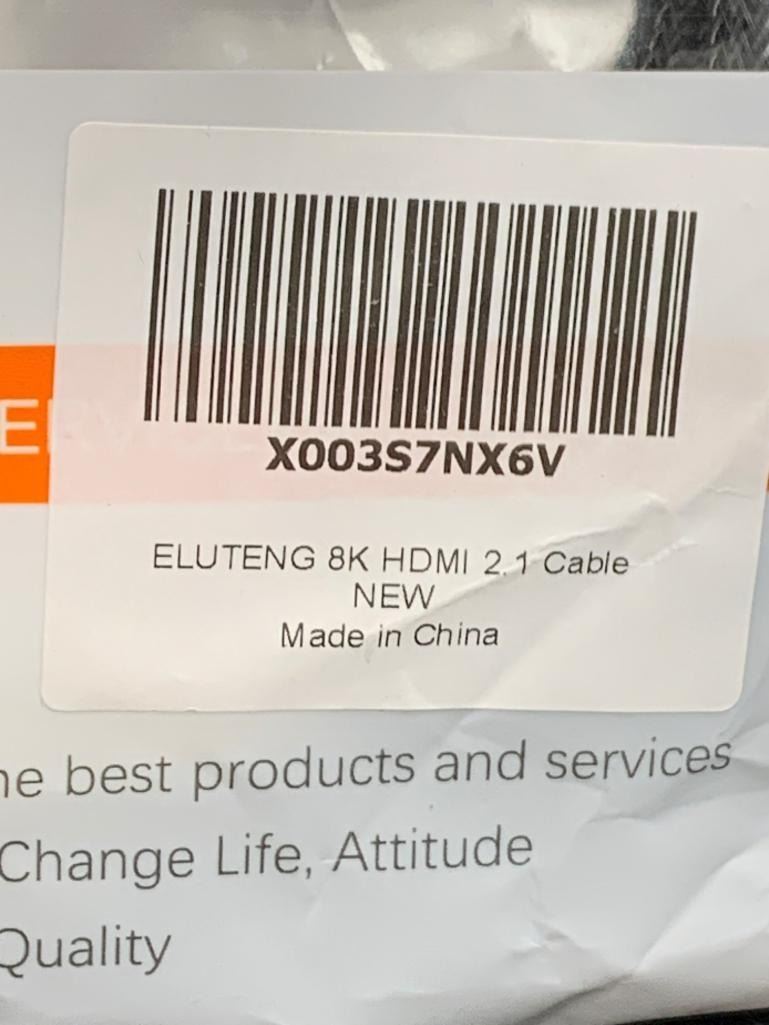 X003S7NX6V
ELUTENG 8K HDMI 2.1 Cable
NEW
Made in China
best products and services
Change Life, Attitude
Quality